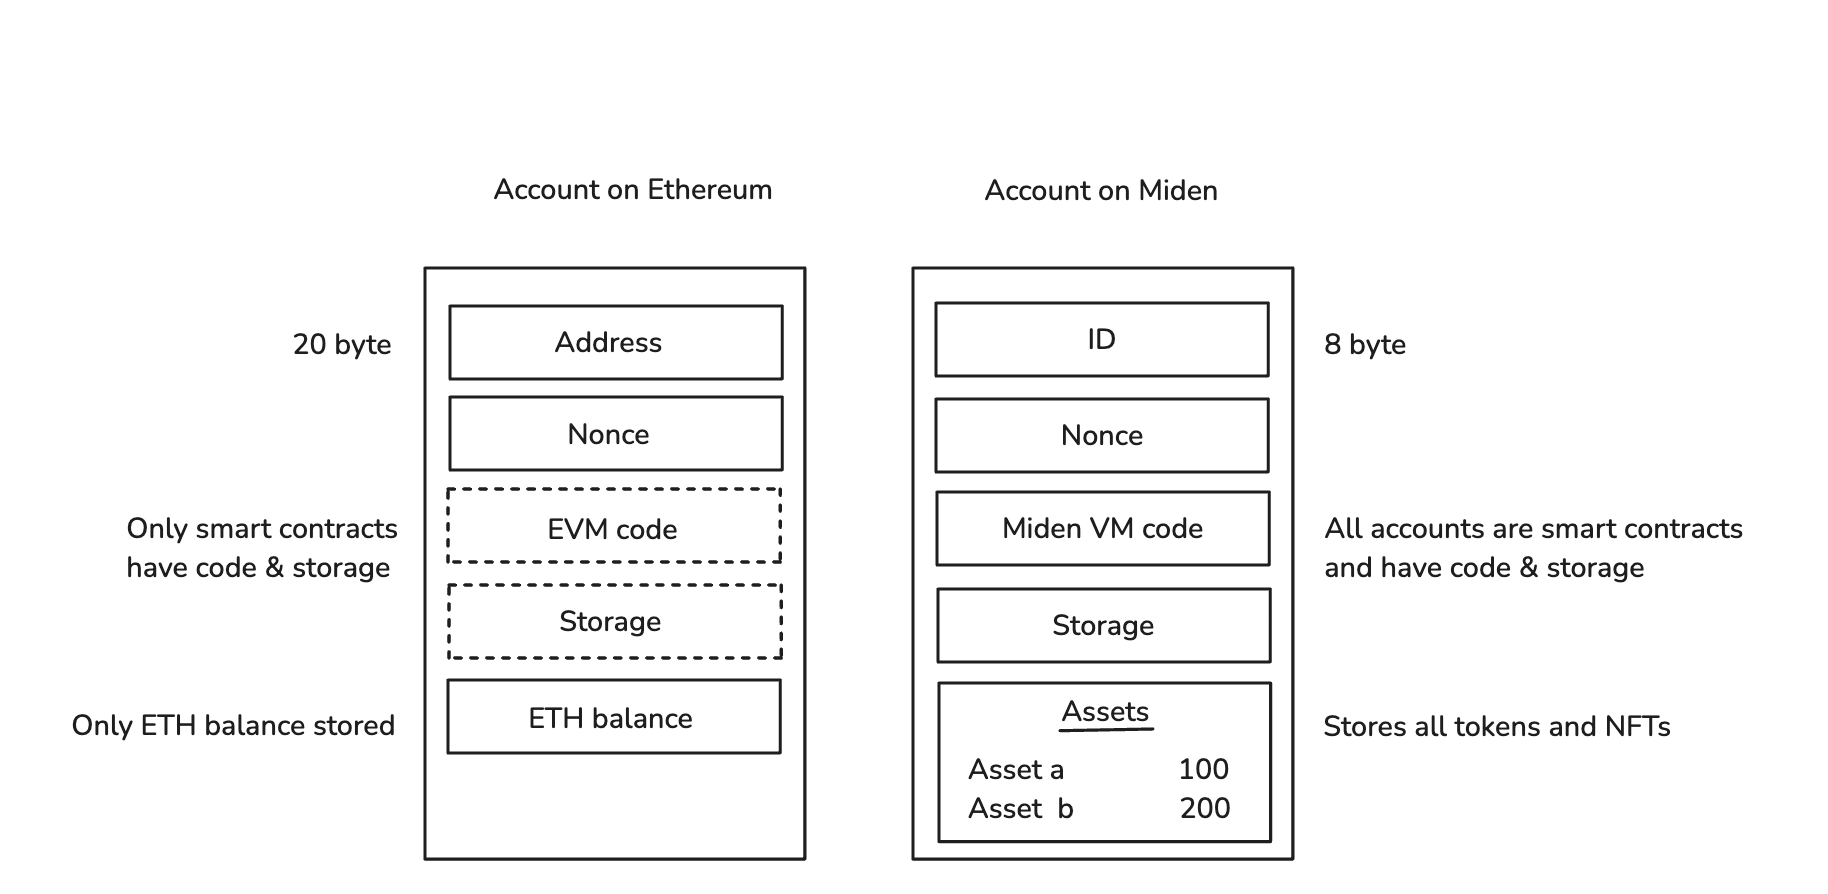 Account on Ethereum
Account on Miden
20 byte
Address
Nonce
Only smart contracts
have code & storage
EVM code
Storage
Only ETH balance stored
ETH balance
ID
8 byte
Nonce
Miden VM code
All accounts are smart contracts
and have code & storage
Storage
Assets
Asset a 100
Asset b 200
Stores all tokens and NFTs